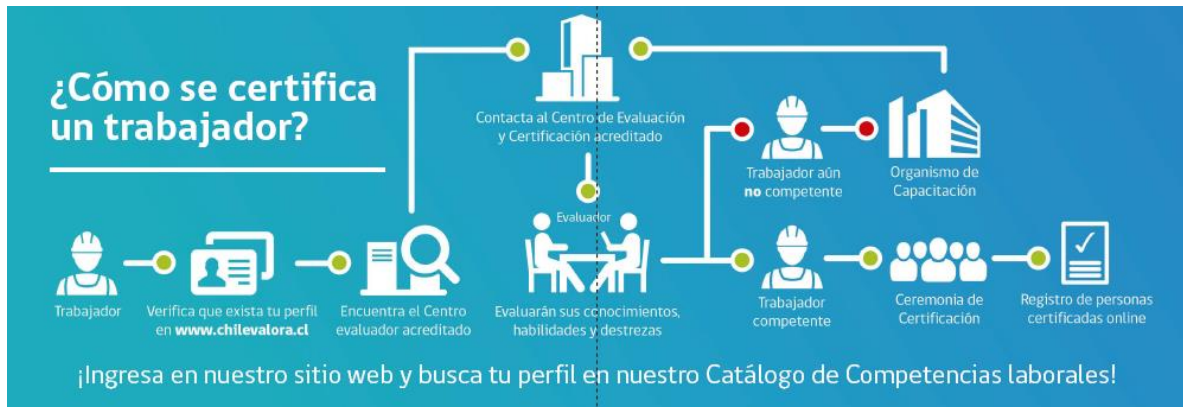 ¿Cómo se certifica
un trabajador?
Contacta al Centro de Evaluación
y Certificación acreditado
Trabajador aún
no competente
Organismo de
Capacitación
Evaluador
Trabajador
Verifica que exista tu perfil
en www.chilevalora.cl
Encuentra el Centro
evaluador acreditado
Evaluarán sus conocimientos,
habilidades y destrezas
Trabajador
competente
Ceremonia de
Certificación
Registro de personas
certificadas online
¡Ingresa en nuestro sitio web y busca tu perfil en nuestro Catálogo de Competencias laborales!